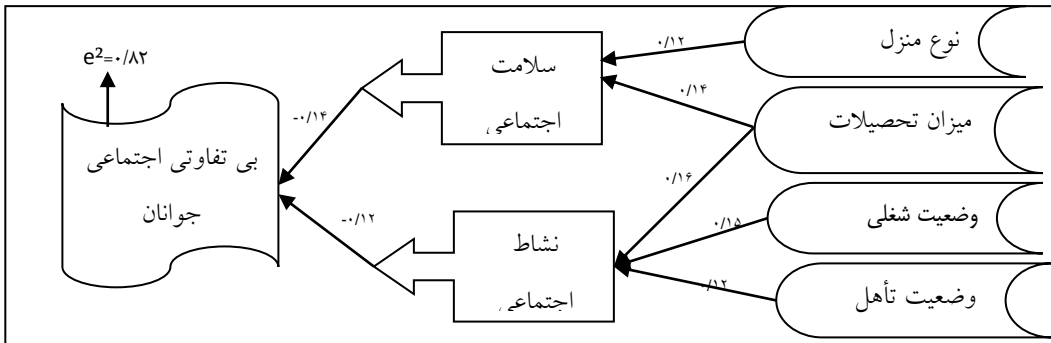 نوع منزل
میزان تحصیلات
وضعیت شغلی
وضعیت تأهل
۰/۱۲
۰/۱۴
۰/۱۶
۰/۱۵
۰/۱۲
سلامت
اجتماعی
نشاط
اجتماعی
-۰/۱۴
-۰/۱۲
e²=۰/۸۲
بی تفاوتی اجتماعی
جوانان